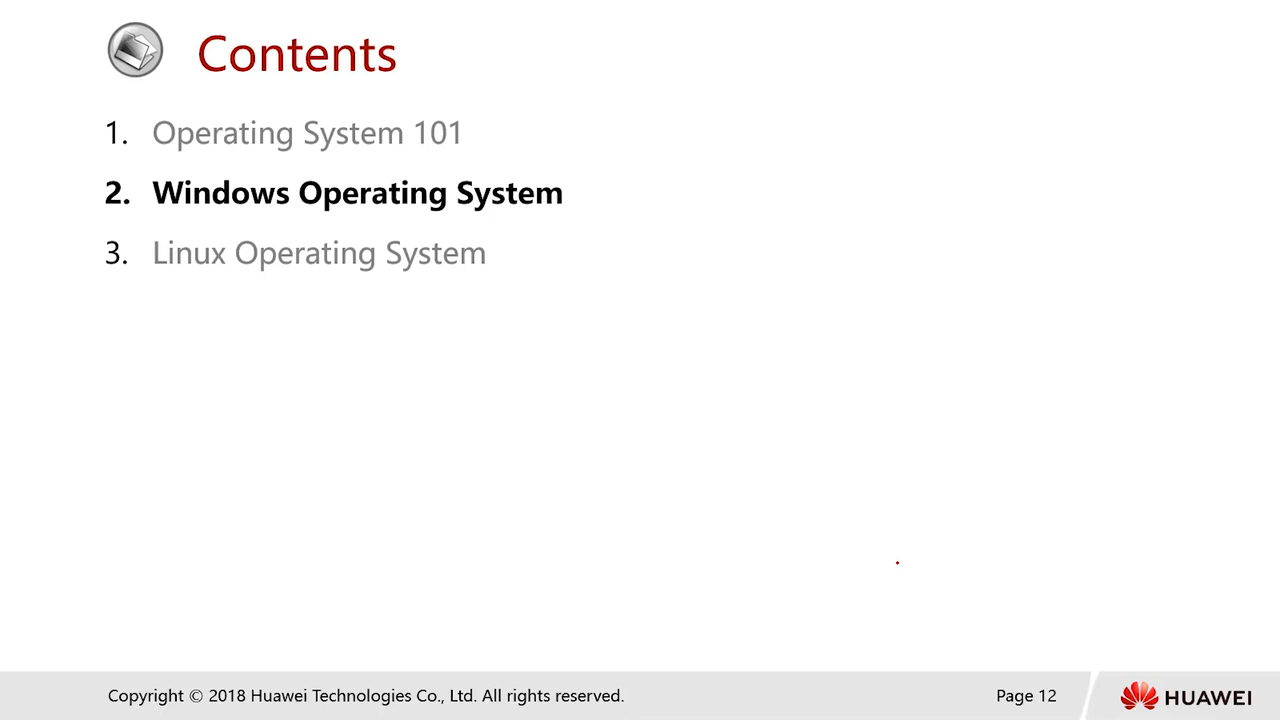 Contents
1. Operating System 101
2. Windows Operating System
3. Linux Operating System
Copyright © 2018 Huawei Technologies Co., Ltd. All rights reserved.
Page 12
HUAWEI